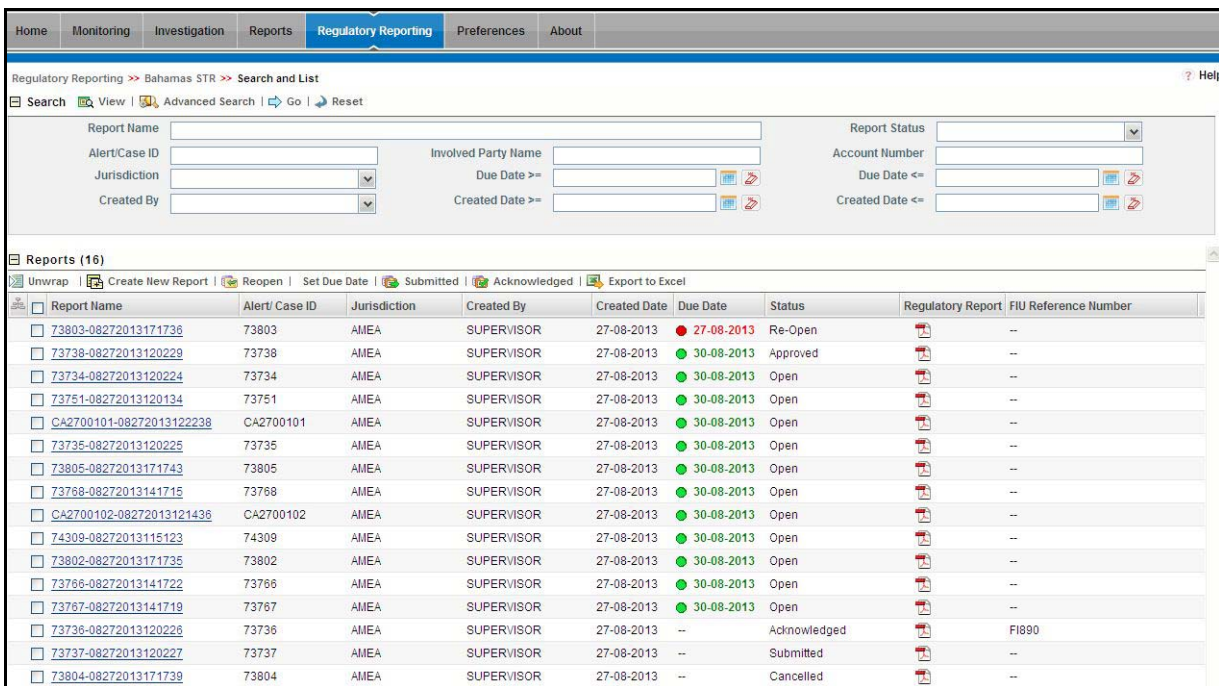 Home Monitoring Investigation Reports Regulatory Reporting Preferences About
Regulatory Reporting >> Bahamas STR >> Search and List ? Help
Search View | Advanced Search | Go | Reset
Report Name Report Status
Alert/Case ID Involved Party Name Account Number
Jurisdiction Due Date >= Due Date <=
Created By Created Date >= Created Date <=
Reports (16)
Unwrap | Create New Report | Reopen | Set Due Date | Submitted | Acknowledged | Export to Excel
Report Name Alert/ Case ID Jurisdiction Created By Created Date Due Date Status Regulatory Report FIU Reference Number
73803-08272013171736 73803 AMEA SUPERVISOR 27-08-2013 27-08-2013 Re-Open --
73738-08272013120229 73738 AMEA SUPERVISOR 27-08-2013 30-08-2013 Approved --
73734-08272013120224 73734 AMEA SUPERVISOR 27-08-2013 30-08-2013 Open --
73751-08272013120134 73751 AMEA SUPERVISOR 27-08-2013 30-08-2013 Open --
CA2700101-08272013122238 CA2700101 AMEA SUPERVISOR 27-08-2013 30-08-2013 Open --
73735-08272013120225 73735 AMEA SUPERVISOR 27-08-2013 30-08-2013 Open --
73805-08272013171743 73805 AMEA SUPERVISOR 27-08-2013 30-08-2013 Open --
73768-08272013141715 73768 AMEA SUPERVISOR 27-08-2013 30-08-2013 Open --
CA2700102-08272013121436 CA2700102 AMEA SUPERVISOR 27-08-2013 30-08-2013 Open --
74309-08272013115123 74309 AMEA SUPERVISOR 27-08-2013 30-08-2013 Open --
73802-08272013171735 73802 AMEA SUPERVISOR 27-08-2013 30-08-2013 Open --
73766-08272013141722 73766 AMEA SUPERVISOR 27-08-2013 30-08-2013 Open --
73767-08272013141719 73767 AMEA SUPERVISOR 27-08-2013 30-08-2013 Open --
73736-08272013120226 73736 AMEA SUPERVISOR 27-08-2013 -- Acknowledged FI890
73737-08272013120227 73737 AMEA SUPERVISOR 27-08-2013 -- Submitted --
73804-08272013171739 73804 AMEA SUPERVISOR 27-08-2013 -- Cancelled --